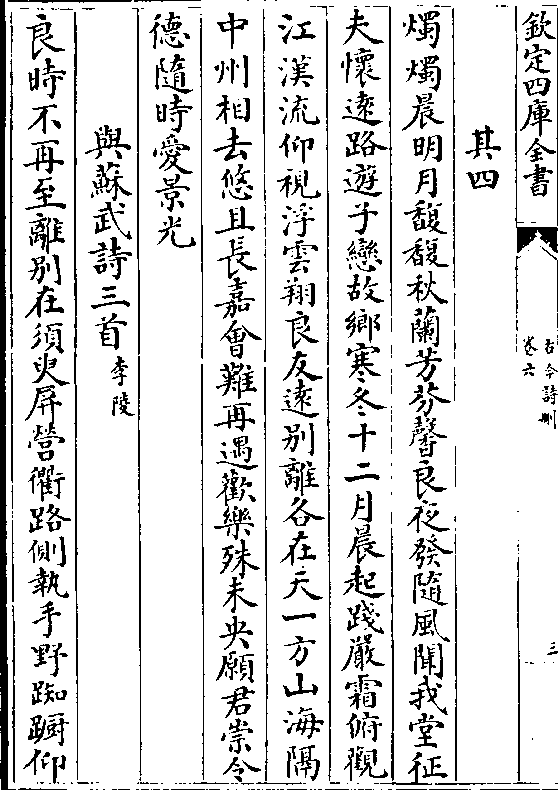 欽定四庫全書
古今詩刪
卷六
三
其四
燭燭晨明月馥馥秋蘭芳芬馨良夜發隨風聞我堂征
夫懷遠路遊子戀故鄉寒冬十二月晨起踐嚴霜俯觀
江漢流仰視浮雲翔良友遠別離各在天一方山海隔
中州相去悠且長嘉會難再遇歡樂殊未央願君崇令
德隨時愛景光
與蘇武詩三首 李陵
良時不再至離別在須臾屏營衢路側執手野踟躕仰